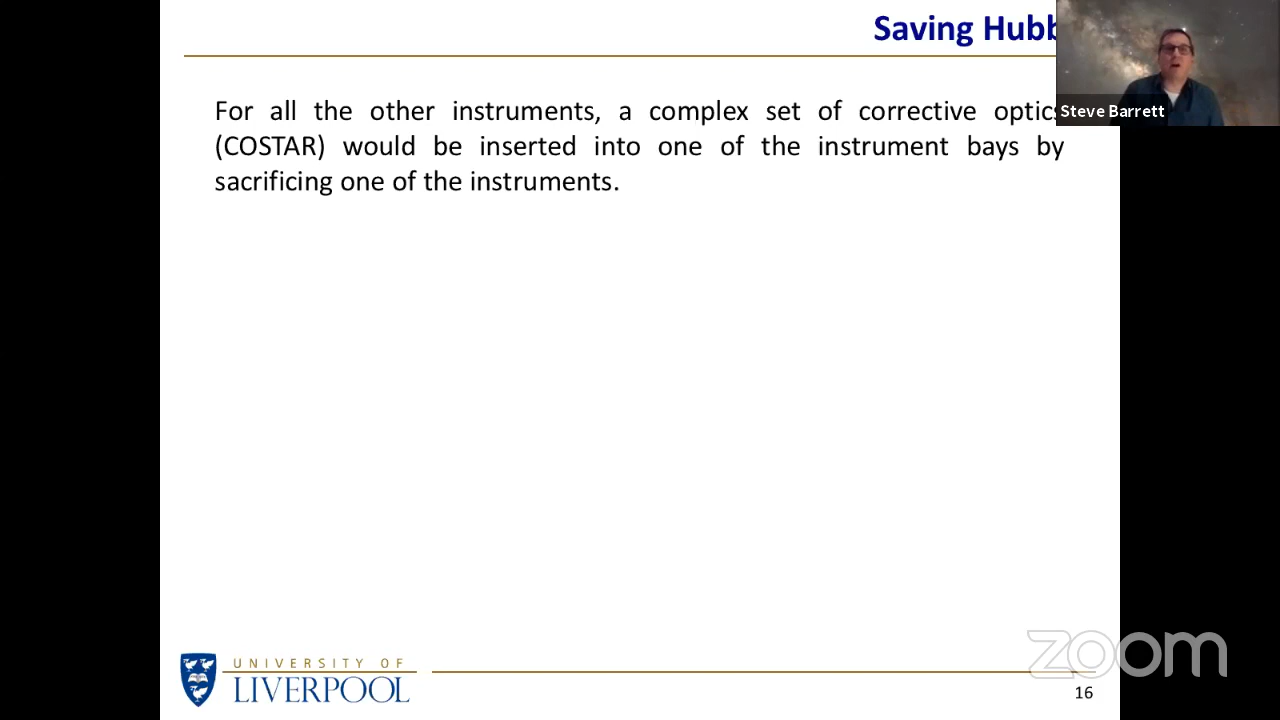 Saving Hubb
Steve Barrett
For all the other instruments, a complex set of corrective optics
(COSTAR) would be inserted into one of the instrument bays by
sacrificing one of the instruments.
UNIVERSITY OF
LIVERPOOL
zoom
16